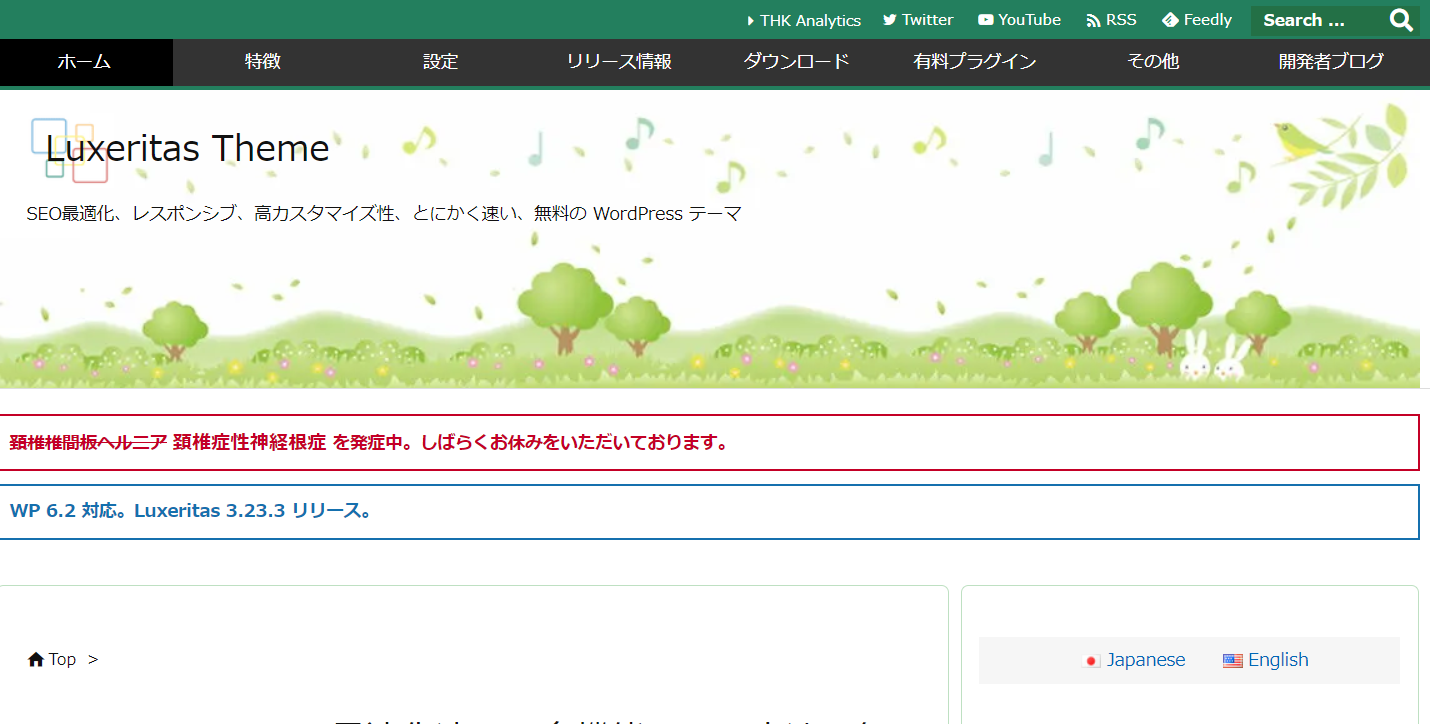 THK Analytics Twitter YouTube RSS Feedly Search ...
ホーム 特徴 設定 リリース情報 ダウンロード 有料プラグイン その他 開発者ブログ
Luxeritas Theme
SEO最適化、レスポンシブ、高カスタマイズ性、とにかく速い、無料の WordPress テーマ
頚椎椎間板ヘルニア 頚椎症性神経根症 を発症中。しばらくお休みをいただいております。
WP 6.2 対応。Luxeritas 3.23.3 リリース。
Top >
Japanese English